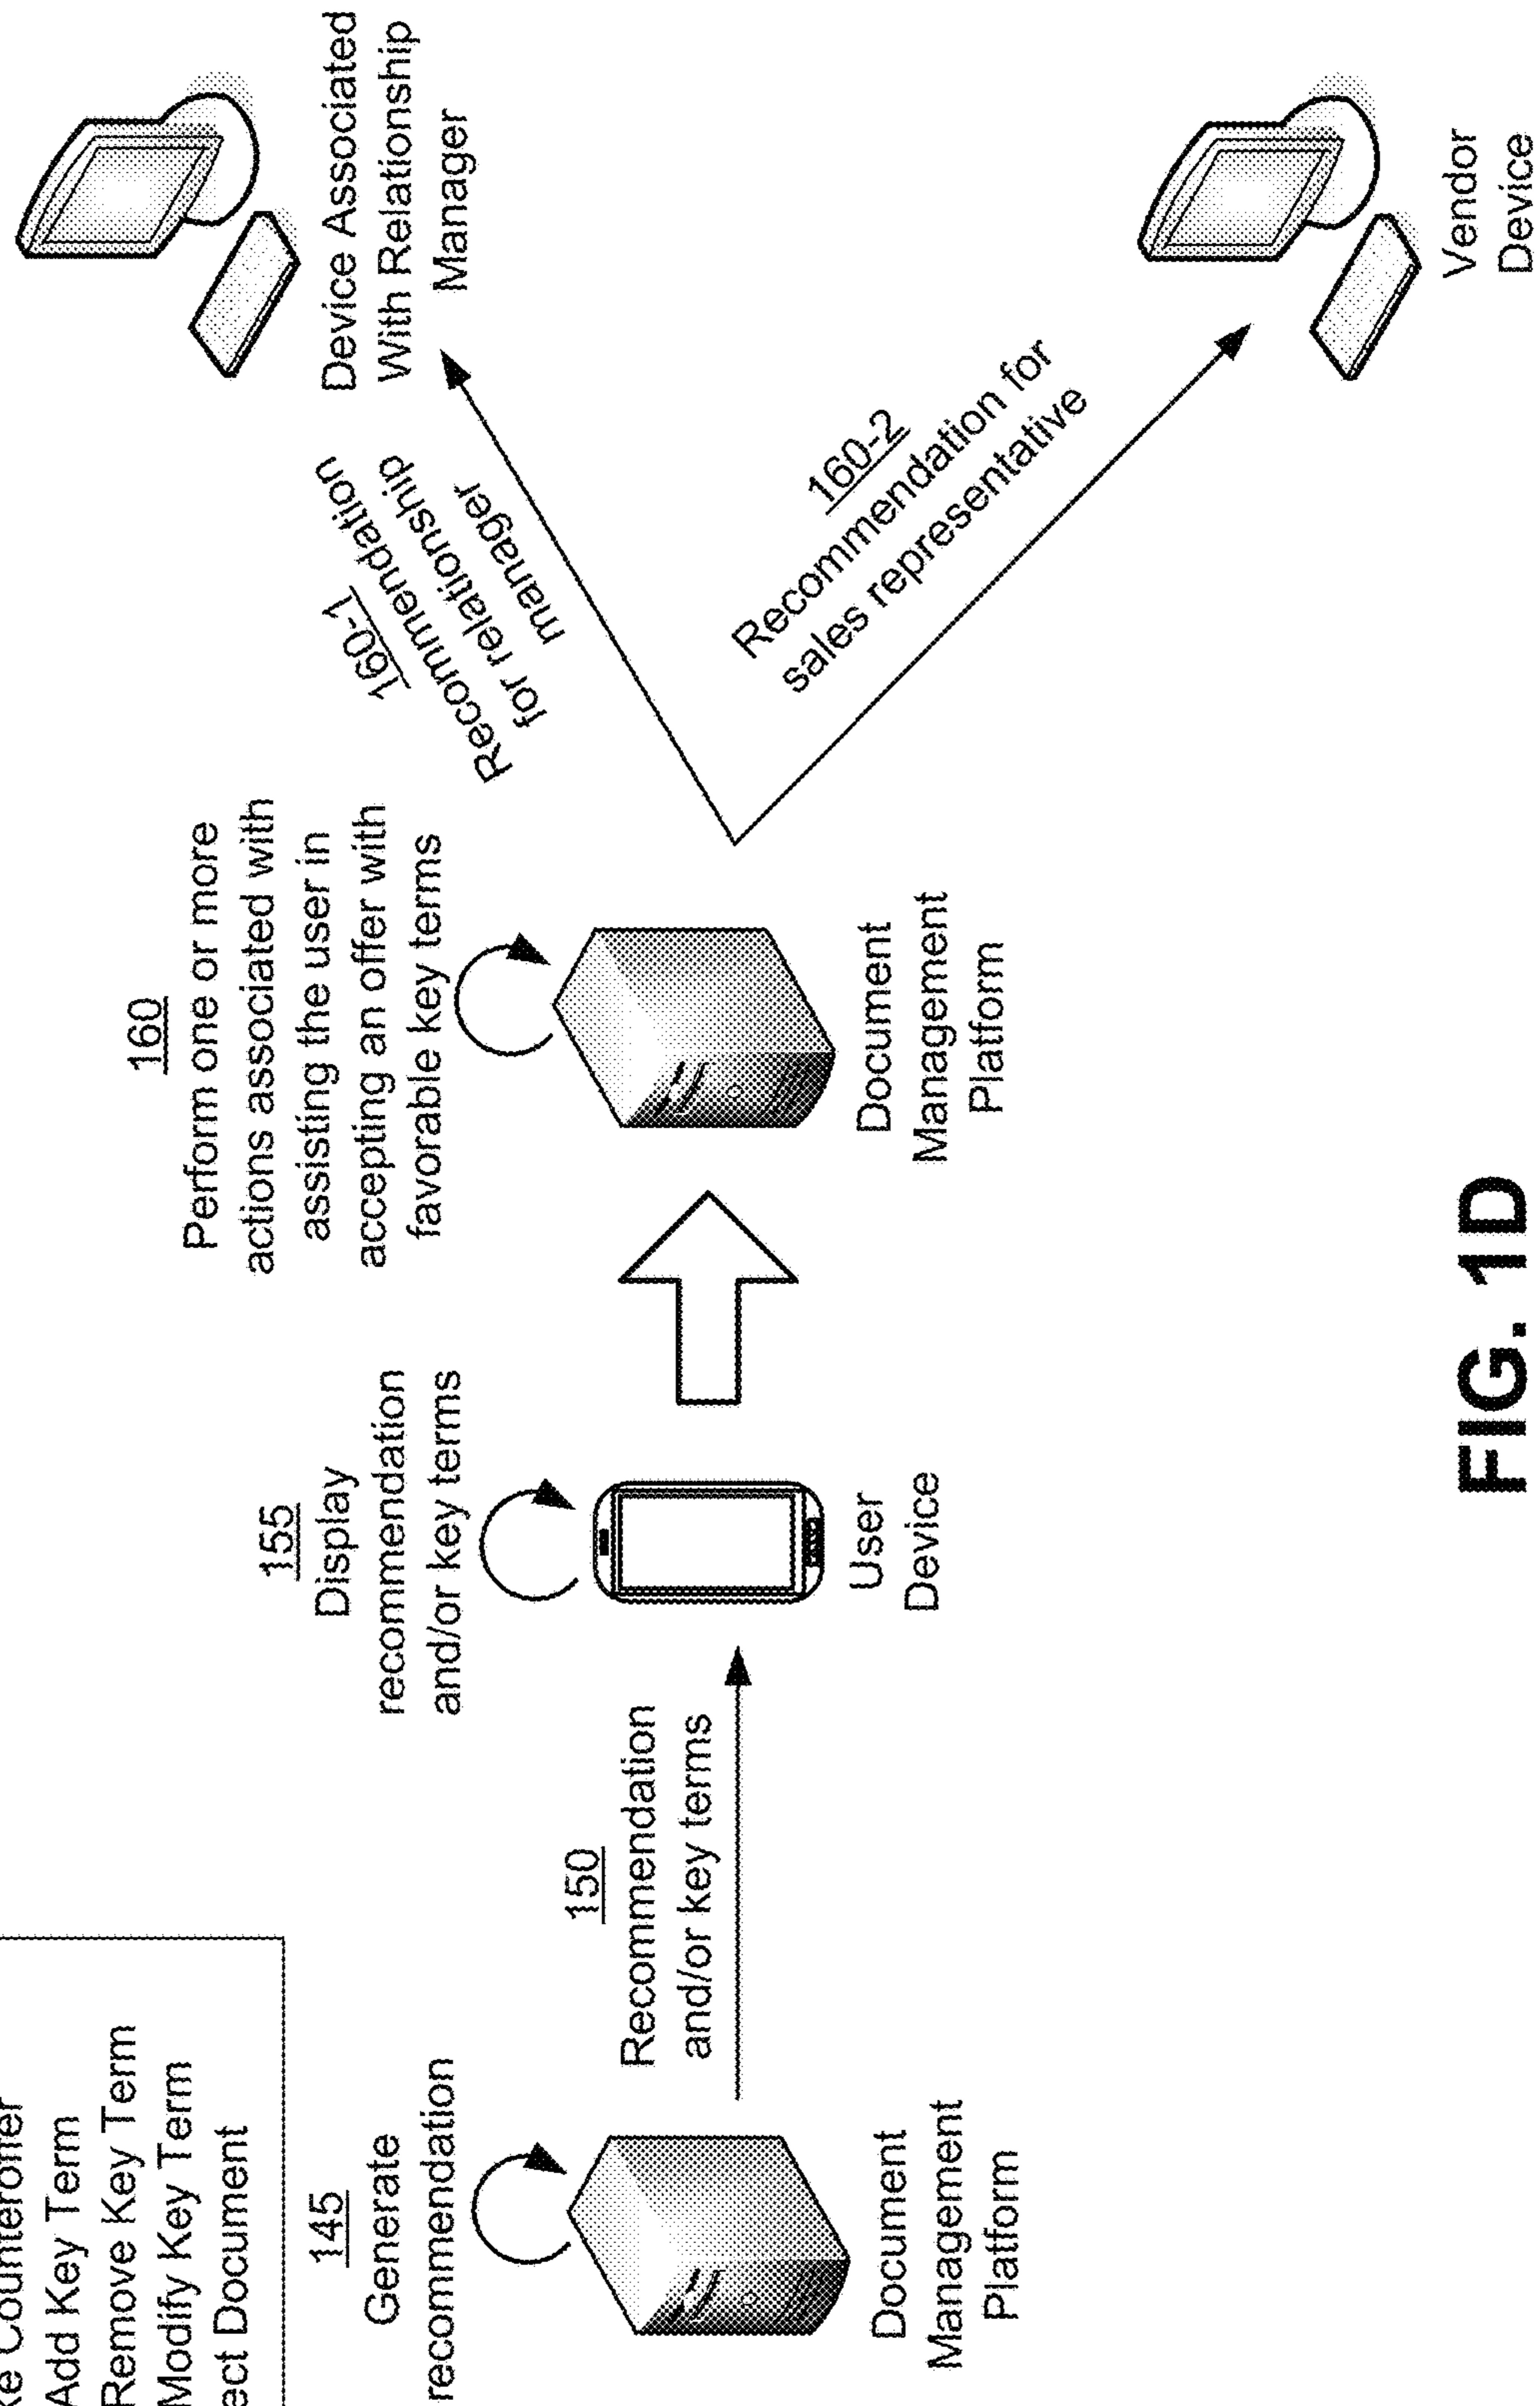 Counteroffer
Add Key Term
Remove Key Term
Modify Key Term
Document
145
Generate
recommendation
Document
Management
Platform
150
Recommendation
and/or key terms
155
Display
recommendation
and/or key terms
User
Device
160
Perform one or more
actions associated with
assisting the user in
accepting an offer with
favorable key terms
Document
Management
Platform
160-1
Recommendation
for relationship
manager
Device Associated
With Relationship
Manager
160-2
Recommendation for
sales representative
Vendor
Device
FIG. 1D